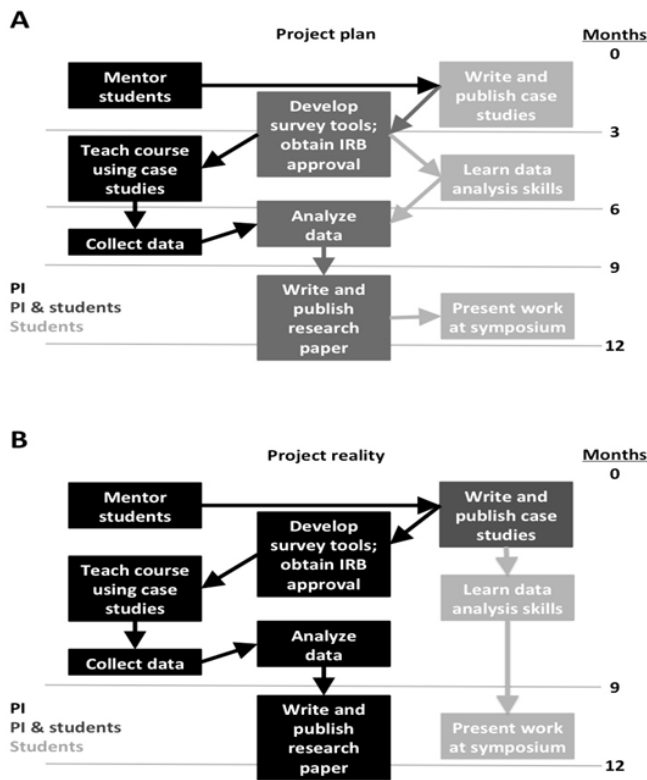 A
Project plan
Months
0
Mentor
students
Write and
publish case
studies
Develop
survey tools;
obtain IRB
approval
3
Teach course
using case
studies
Learn data
analysis skills
6
Analyze
data
Collect data
9
PI
PI & students
Students
Write and
publish
research
paper
Present work
at symposium
12
B
Project reality
Months
0
Mentor
students
Write and
publish case
studies
Develop
survey tools;
obtain IRB
approval
Teach course
using case
studies
Learn data
analysis skills
Analyze
data
Collect data
9
PI
PI & students
Students
Write and
publish
research
paper
Present work
at symposium
12